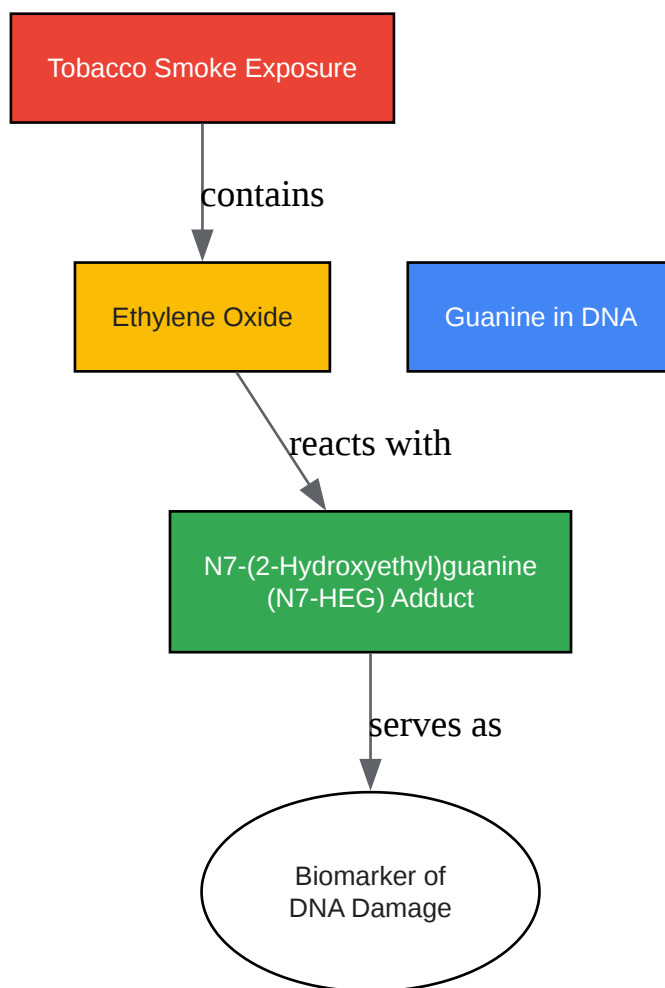 Tobacco Smoke Exposure
contains
Ethylene Oxide
Guanine in DNA
reacts with
N7-(2-Hydroxyethyl)guanine
(N7-HEG) Adduct
serves as
Biomarker of
DNA Damage